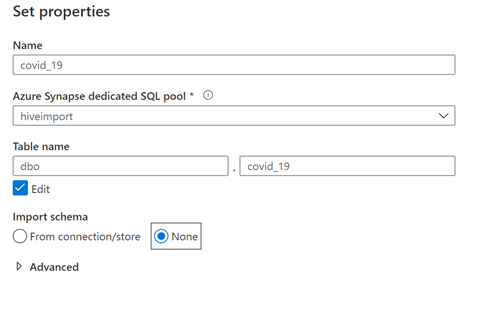 Set properties
Name
covid_19
Azure Synapse dedicated SQL pool *
hiveimport
Table name
dbo . covid_19
Edit
Import schema
From connection/store None
Advanced